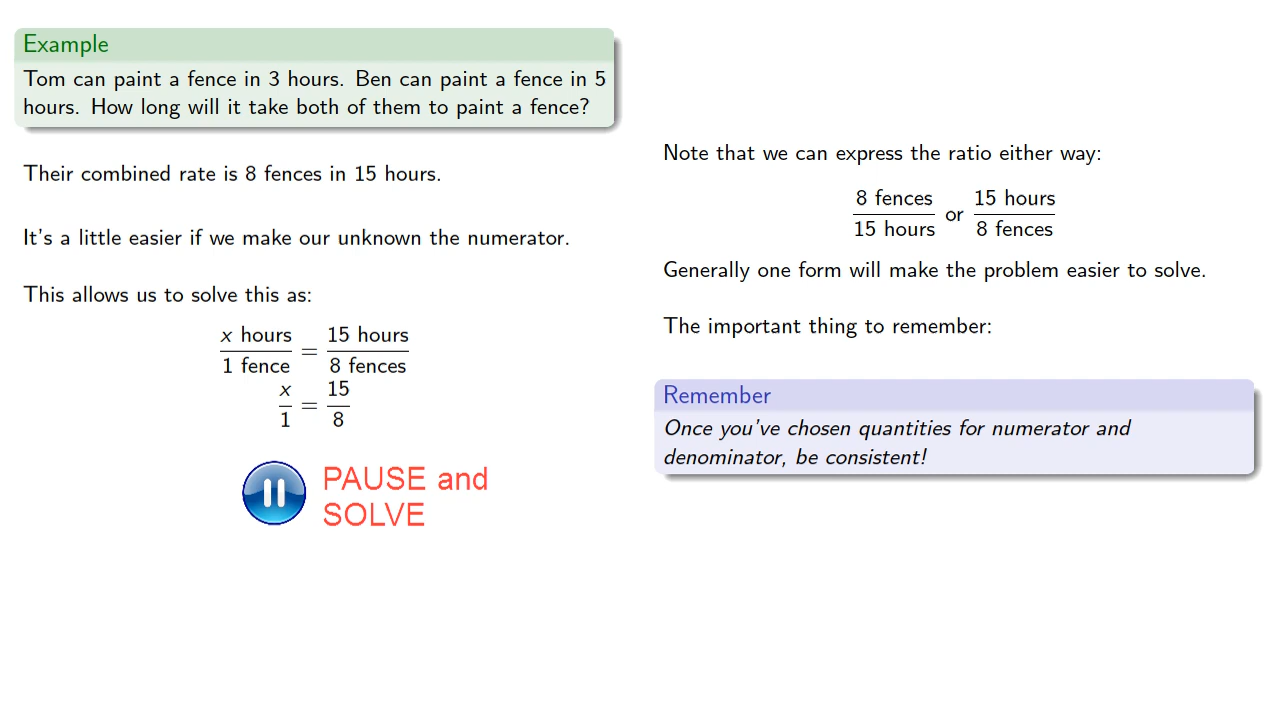 Example
Tom can paint a fence in 3 hours. Ben can paint a fence in 5
hours. How long will it take both of them to paint a fence?
Their combined rate is 8 fences in 15 hours.
It's a little easier if we make our unknown the numerator.
This allows us to solve this as:
x hours / 1 fence = 15 hours / 8 fences
x / 1 = 15 / 8
PAUSE and
SOLVE
Note that we can express the ratio either way:
8 fences / 15 hours or 15 hours / 8 fences
Generally one form will make the problem easier to solve.
The important thing to remember:
Remember
Once you've chosen quantities for numerator and
denominator, be consistent!